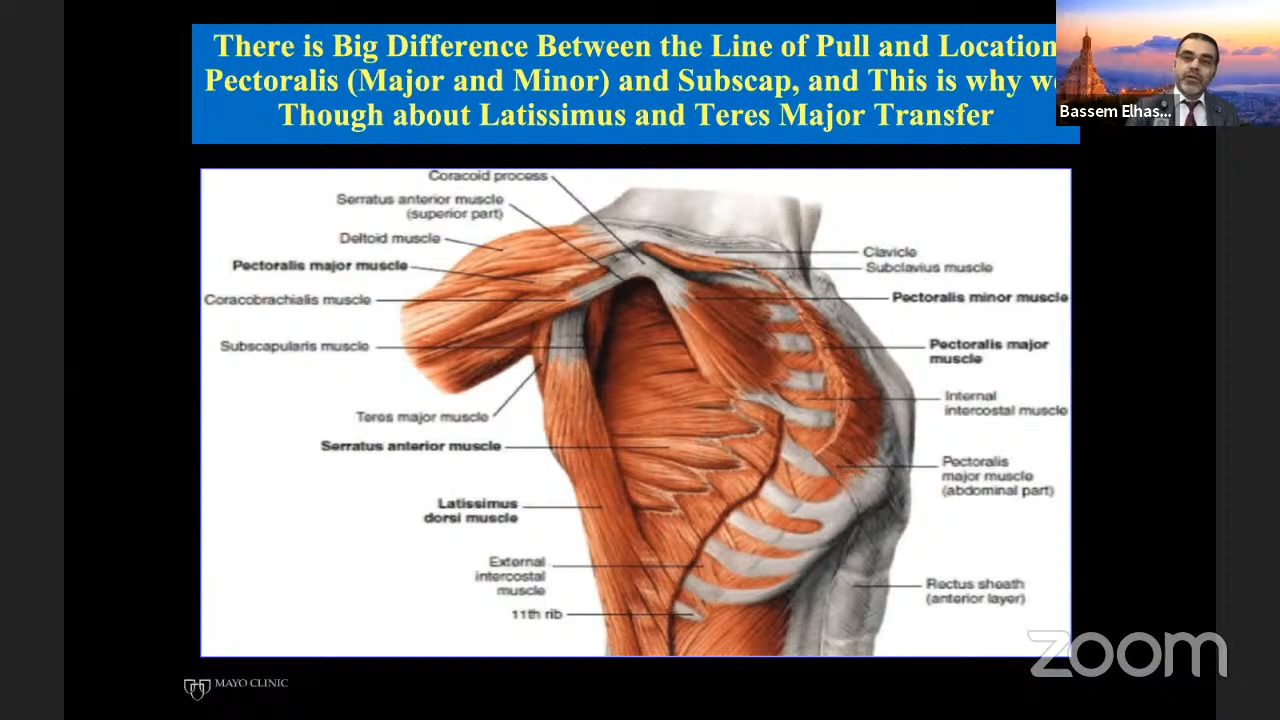 There is Big Difference Between the Line of Pull and Location
Pectoralis (Major and Minor) and Subscap, and This is why w
Though about Latissimus and Teres Major Transfer
Bassem Elhas...
Coracoid process
Serratus anterior muscle
(superior part)
Deltoid muscle
Pectoralis major muscle
Coracobrachialis muscle
Subscapularis muscle
Teres major muscle
Serratus anterior muscle
Latissimus
dorsi muscle
External
intercostal
muscle
11th rib
Clavicle
Subclavius muscle
Pectoralis minor muscle
Pectoralis major
muscle
Internal
intercostal muscle
Pectoralis
major muscle
(abdominal part)
Rectus sheath
(anterior layer)
zoom
MAYO CLINIC